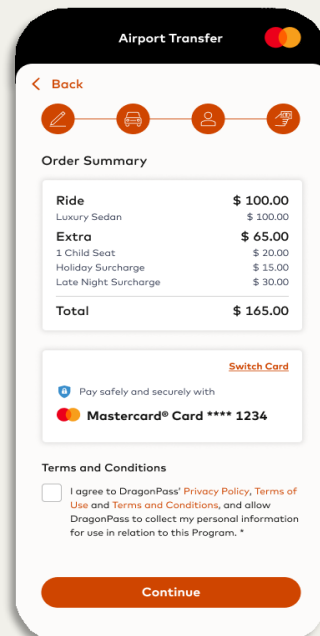 Airport Transfer
Back
Order Summary
Ride $ 100.00
Luxury Sedan $ 100.00
Extra $ 65.00
1 Child Seat $ 20.00
Holiday Surcharge $ 15.00
Late Night Surcharge $ 30.00
Total $ 165.00
Switch Card
Pay safely and securely with
Mastercard® Card **** 1234
Terms and Conditions
I agree to DragonPass' Privacy Policy, Terms of
Use and Terms and Conditions, and allow
DragonPass to collect my personal information
for use in relation to this Program. *
Continue